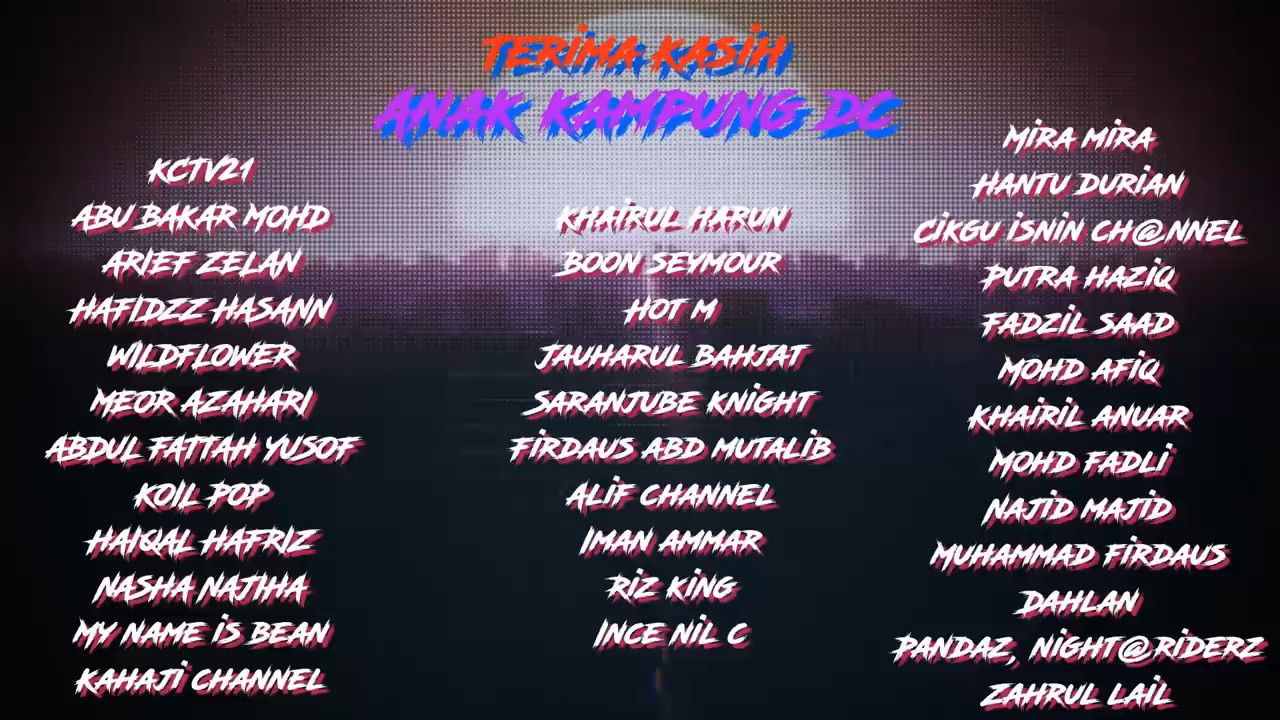 TERIMA KASIH
ANAK KAMPUNG DC
KCTV21
ABU BAKAR MOHD
ARIEF ZELAN
HAFIDZZ HASANN
WILDFLOWER
MEOR AZAHARI
ABDUL FATTAH YUSOF
KOIL POP
HAIQAL HAFRIZ
NASHA NAJIHA
MY NAME iS BEAN
KAHAJi CHANNEL
KHAiRUL HARUN
BOON SEYMOUR
HOT M
JAUHARUL BAHJAT
SARANJUBE KNiGHT
FiRDAUS ABD MUTALIB
ALiF CHANNEL
IMAN AMMAR
RiZ KiNG
INCE NiL C
MiRA MiRA
HANTU DURiAN
CiKGU iSNiN CH@NNEL
PUTRA HAZiQ
FADZiL SAAD
MOHD AFiQ
KHAiRiL ANUAR
MOHD FADLi
NAJiD MAJiD
MUHAMMAD FiRDAUS
DAHLAN
PANDAZ, NiGHT@RiDERZ
ZAHRUL LAiL